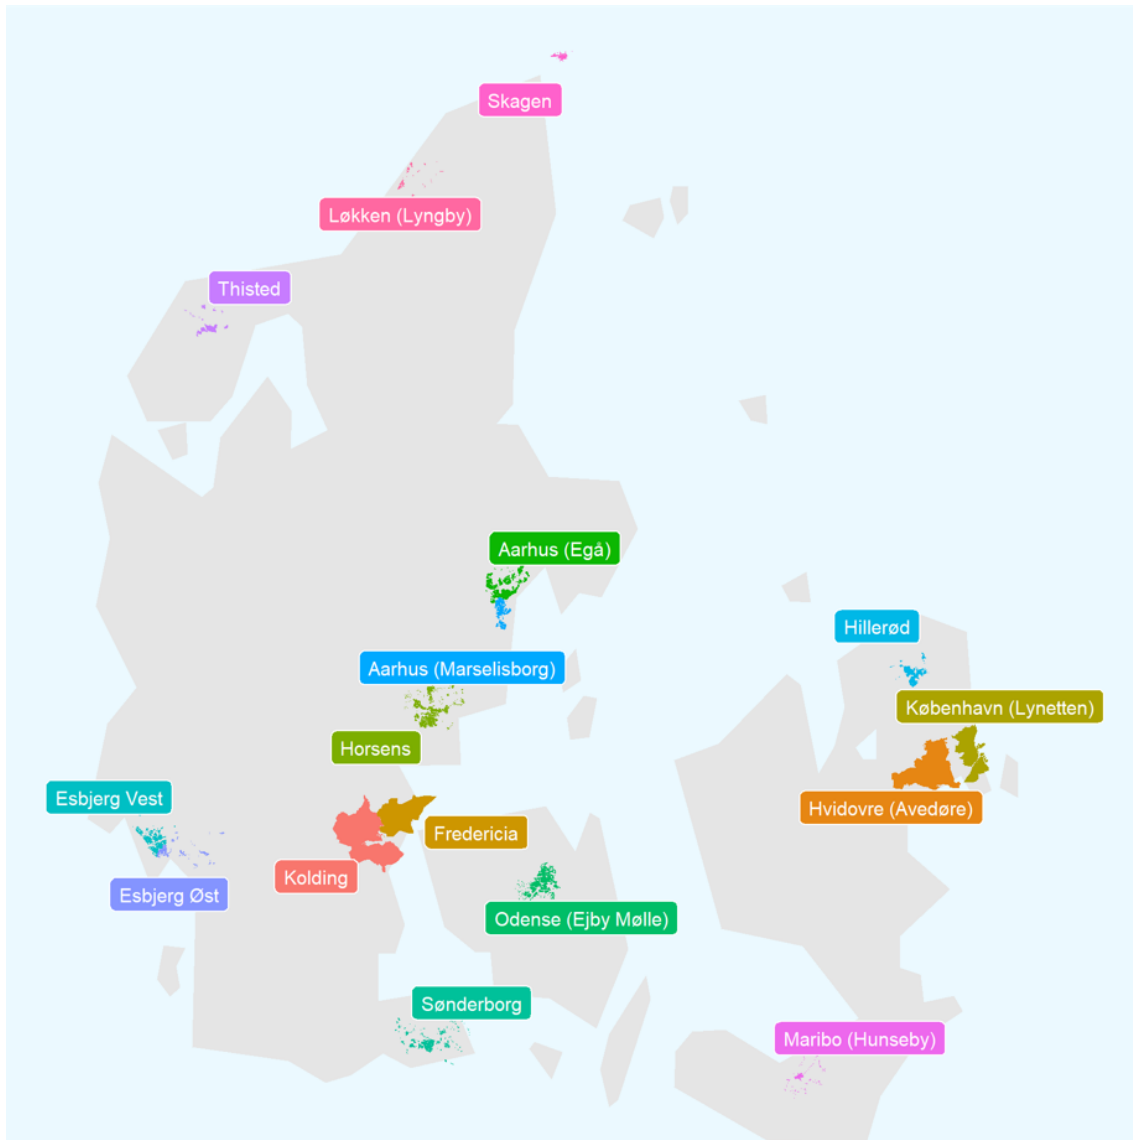 Skagen
Løkken (Lyngby)
Thisted
Aarhus (Egå)
Hillerød
Aarhus (Marselisborg)
København (Lynetten)
Horsens
Esbjerg Vest
Hvidovre (Avedøre)
Fredericia
Kolding
Esbjerg Øst
Odense (Ejby Mølle)
Sønderborg
Maribo (Hunseby)